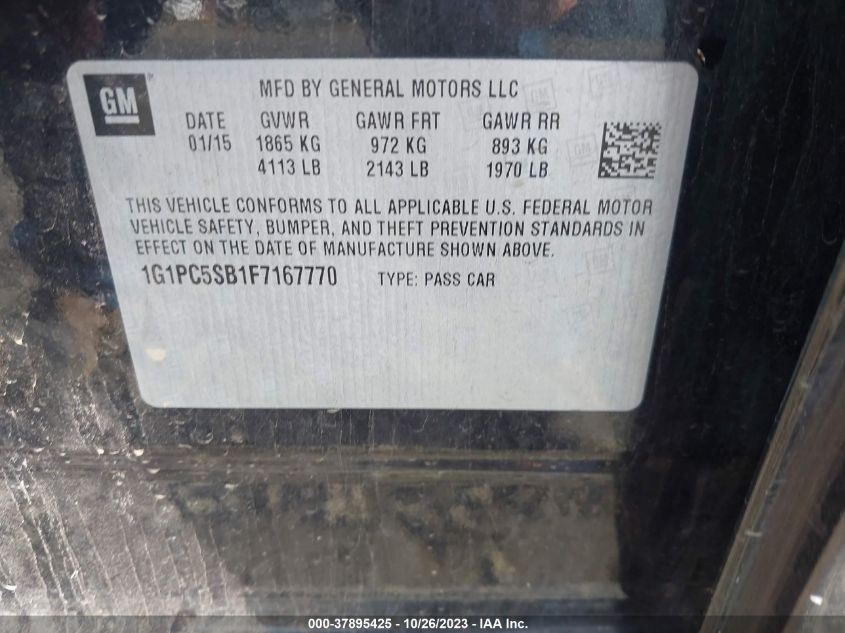 GM
MFD BY GENERAL MOTORS LLC
DATE GVWR GAWR FRT GAWR RR
01/15 1865 KG 972 KG 893 KG
4113 LB 2143 LB 1970 LB
THIS VEHICLE CONFORMS TO ALL APPLICABLE U.S. FEDERAL MOTOR
VEHICLE SAFETY, BUMPER, AND THEFT PREVENTION STANDARDS IN
EFFECT ON THE DATE OF MANUFACTURE SHOWN ABOVE.
1G1PC5SB1F7167770 TYPE: PASS CAR
000-37895425 - 10/26/2023 - IAA Inc.